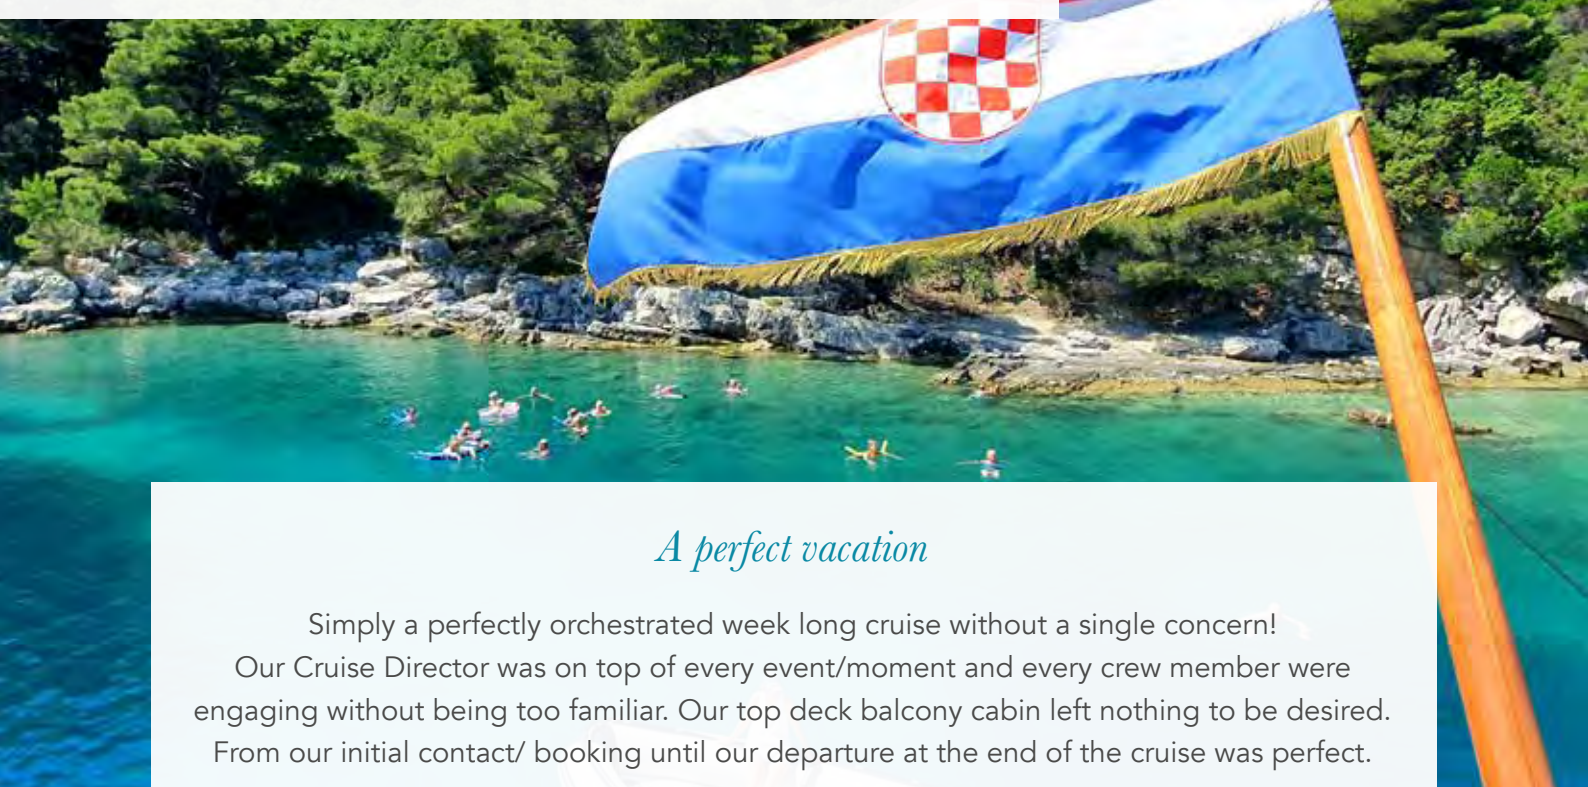 A perfect vacation
Simply a perfectly orchestrated week long cruise without a single concern!
Our Cruise Director was on top of every event/moment and every crew member were
engaging without being too familiar. Our top deck balcony cabin left nothing to be desired.
From our initial contact/ booking until our departure at the end of the cruise was perfect.